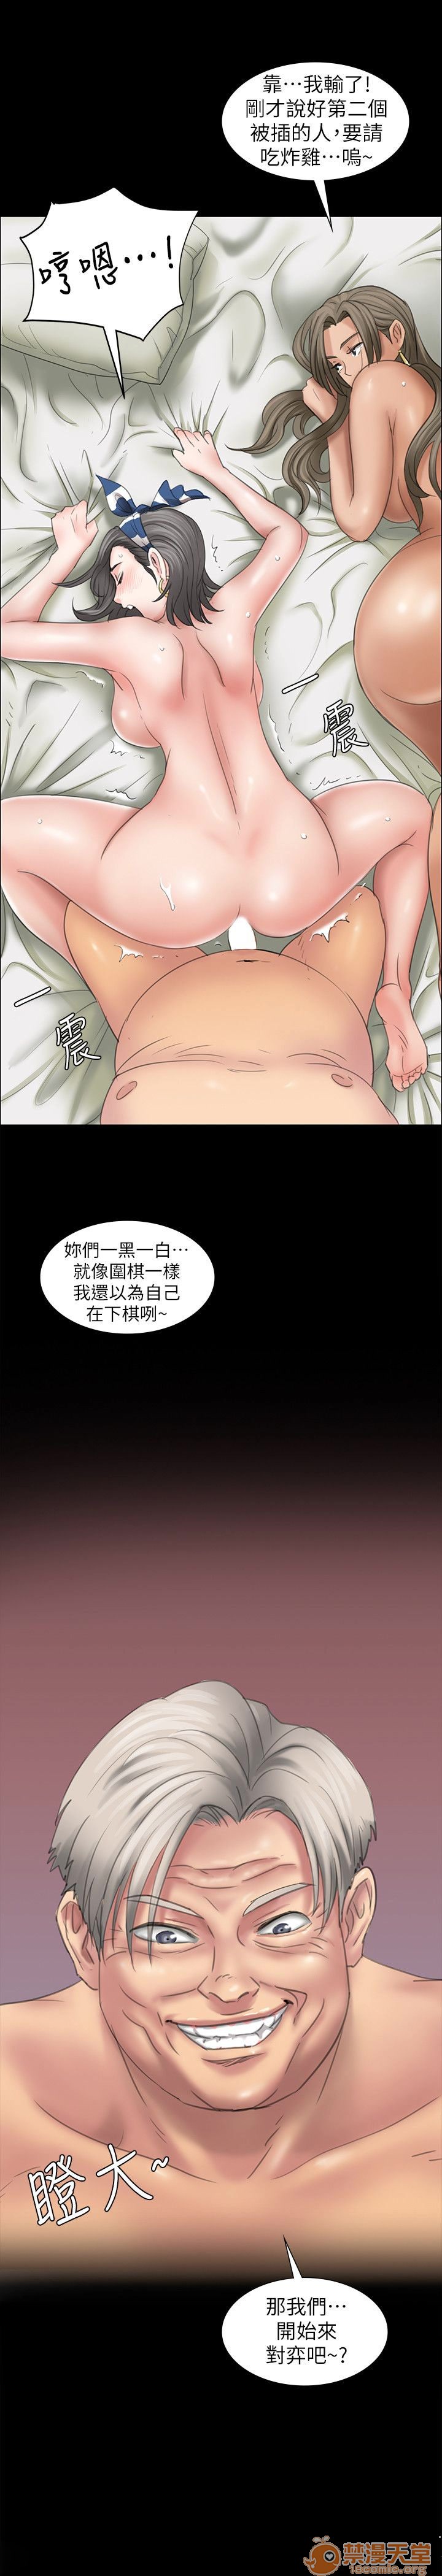 靠⋯我輸了!
剛才說好第二個
被插的人,要請
吃炸雞⋯嗚~
哼嗯⋯!
震
震
妳們一黑一白⋯
就像圍棋一樣
我還以為自己
在下棋咧~
瞪大~
那我們⋯
開始來
對弈吧~?
禁漫天堂
18comic.org